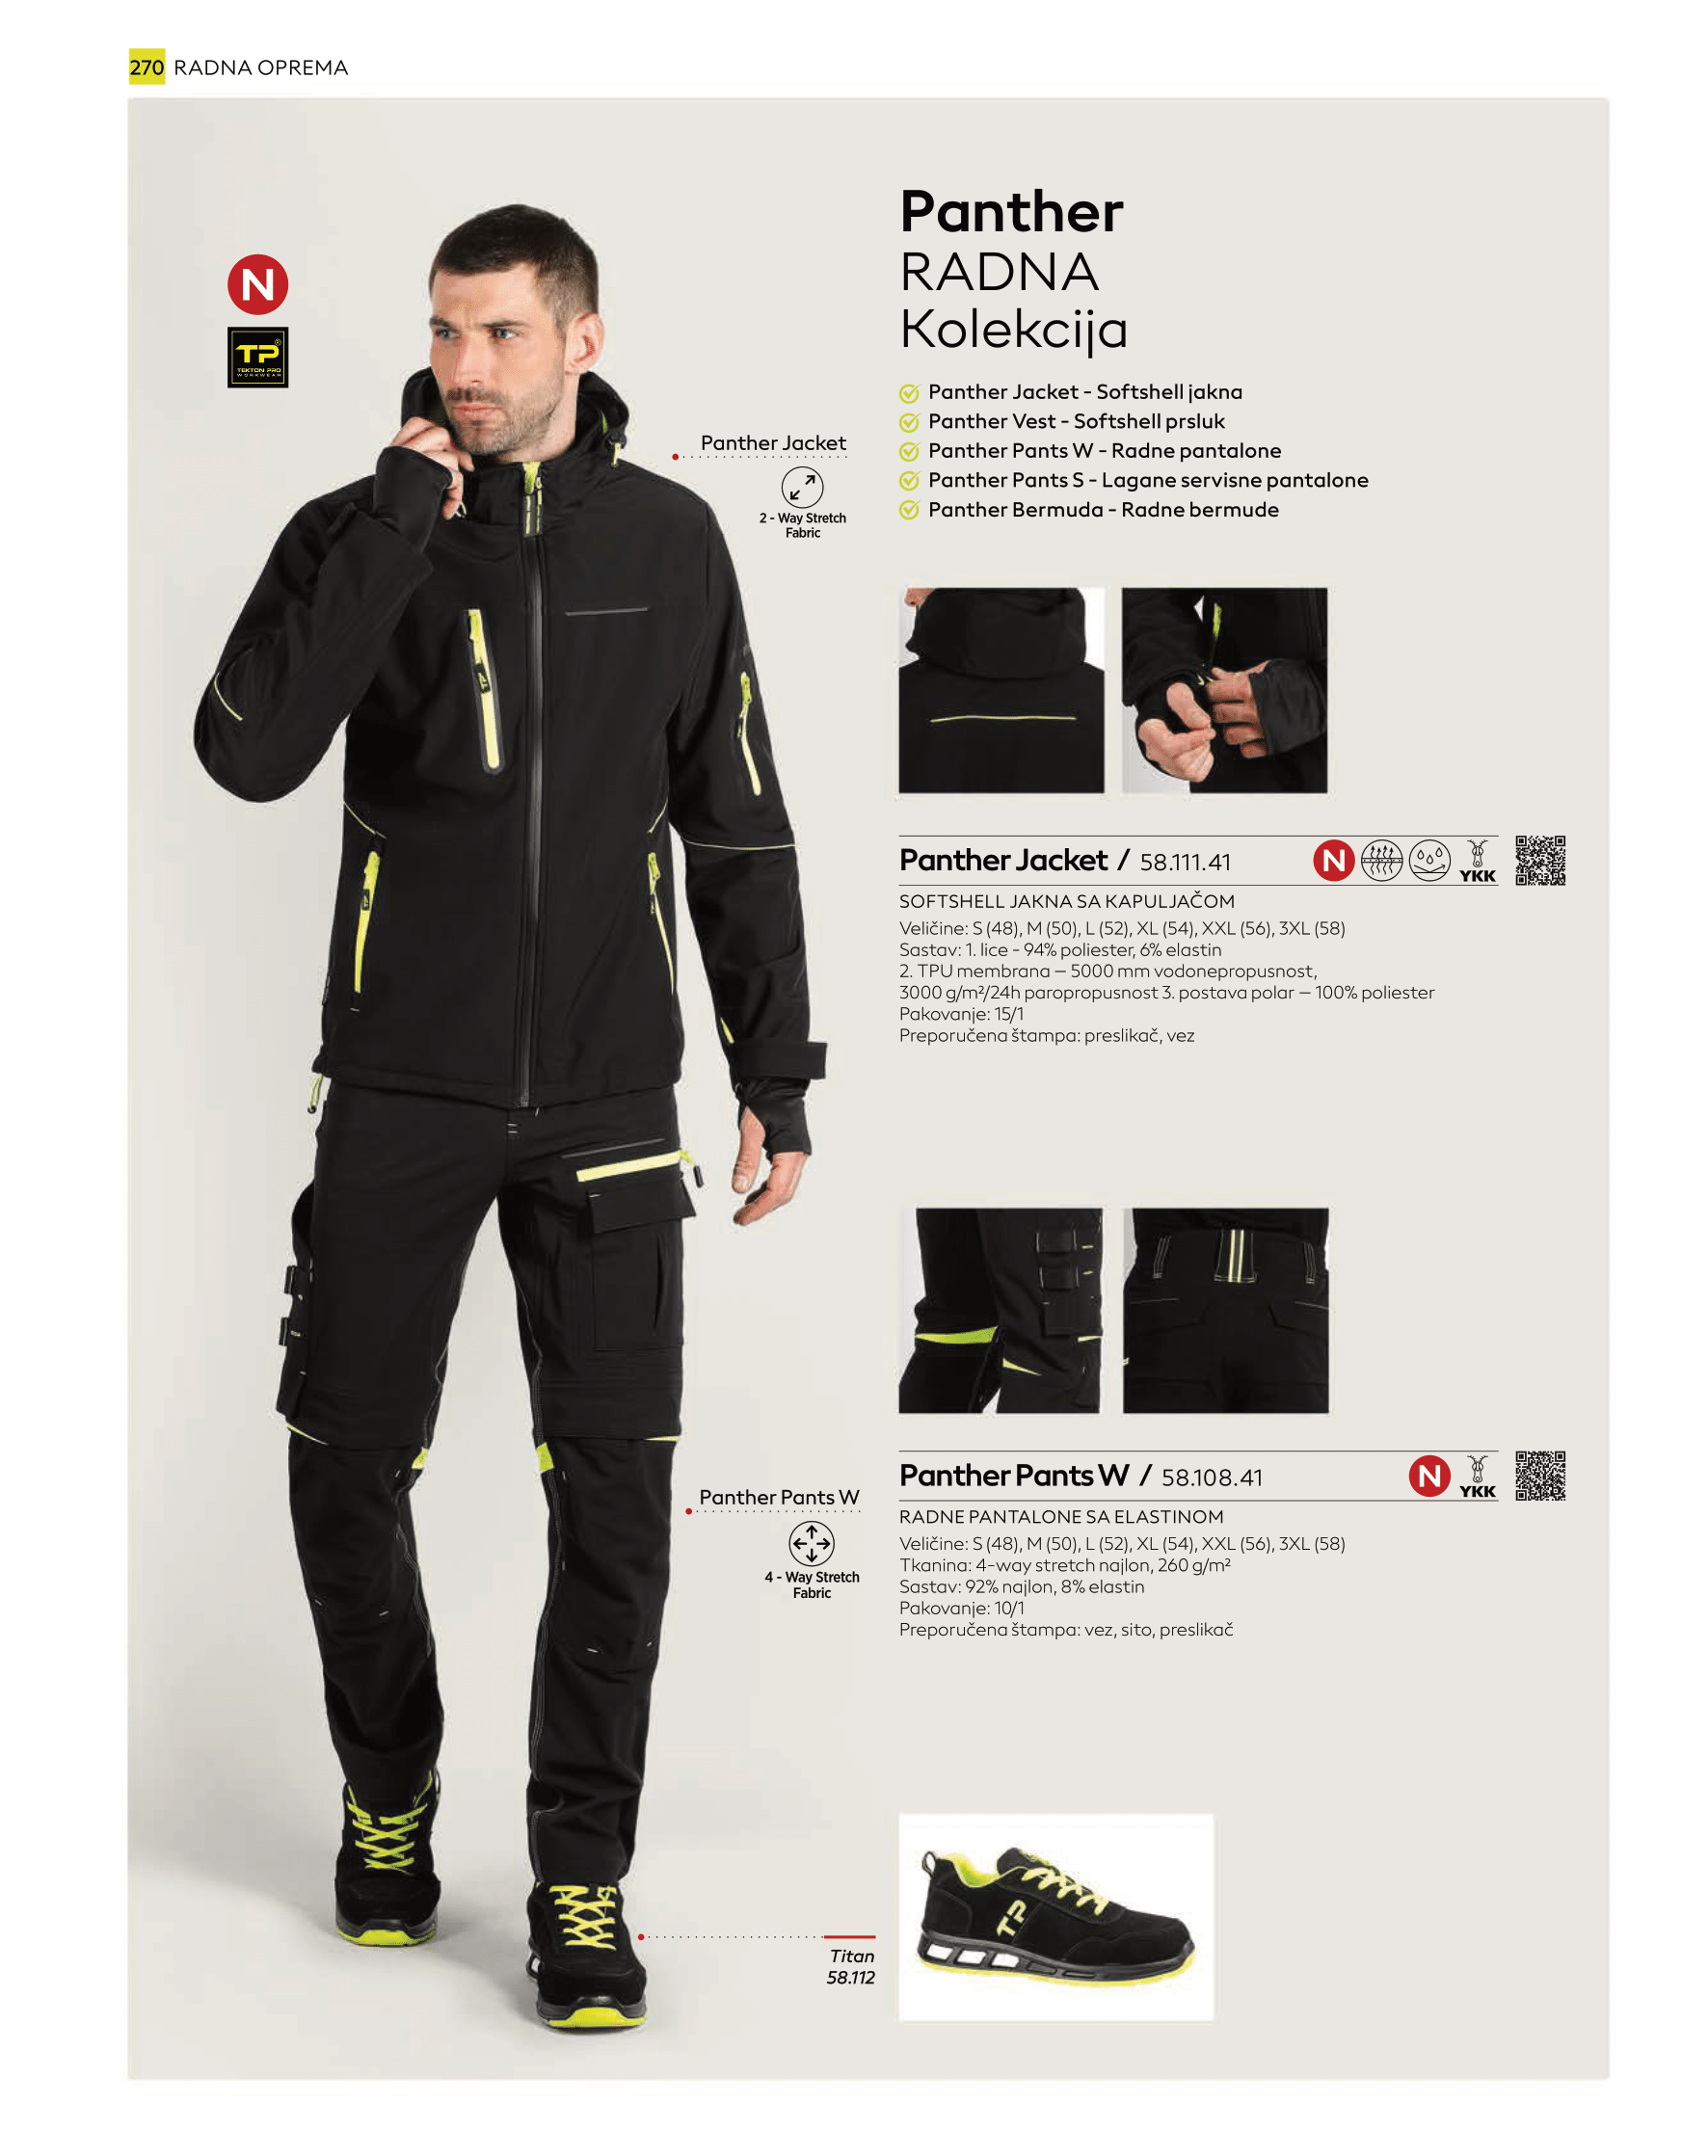 270 RADNA OPREMA
N
TP®
TEKTON PRO
WORKWEAR
Panther
RADNA
Kolekcija
Panther Jacket - Softshell jakna
Panther Vest - Softshell prsluk
Panther Pants W - Radne pantalone
Panther Pants S - Lagane servisne pantalone
Panther Bermuda - Radne bermude
Panther Jacket
2 - Way Stretch
Fabric
Panther Jacket / 58.111.41
N
YKK
SOFTSHELL JAKNA SA KAPULJAČOM
Veličine: S (48), M (50), L (52), XL (54), XXL (56), 3XL (58)
Sastav: 1. lice - 94% poliester, 6% elastin
2. TPU membrana — 5000 mm vodonepropusnost,
3000 g/m²/24h paropropusnost 3. postava polar — 100% poliester
Pakovanje: 15/1
Preporučena štampa: preslikač, vez
Panther Pants W / 58.108.41
N
YKK
RADNE PANTALONE SA ELASTINOM
Veličine: S (48), M (50), L (52), XL (54), XXL (56), 3XL (58)
Tkanina: 4-way stretch najlon, 260 g/m²
Sastav: 92% najlon, 8% elastin
Pakovanje: 10/1
Preporučena štampa: vez, sito, preslikač
Panther Pants W
4 - Way Stretch
Fabric
Titan
58.112
TP